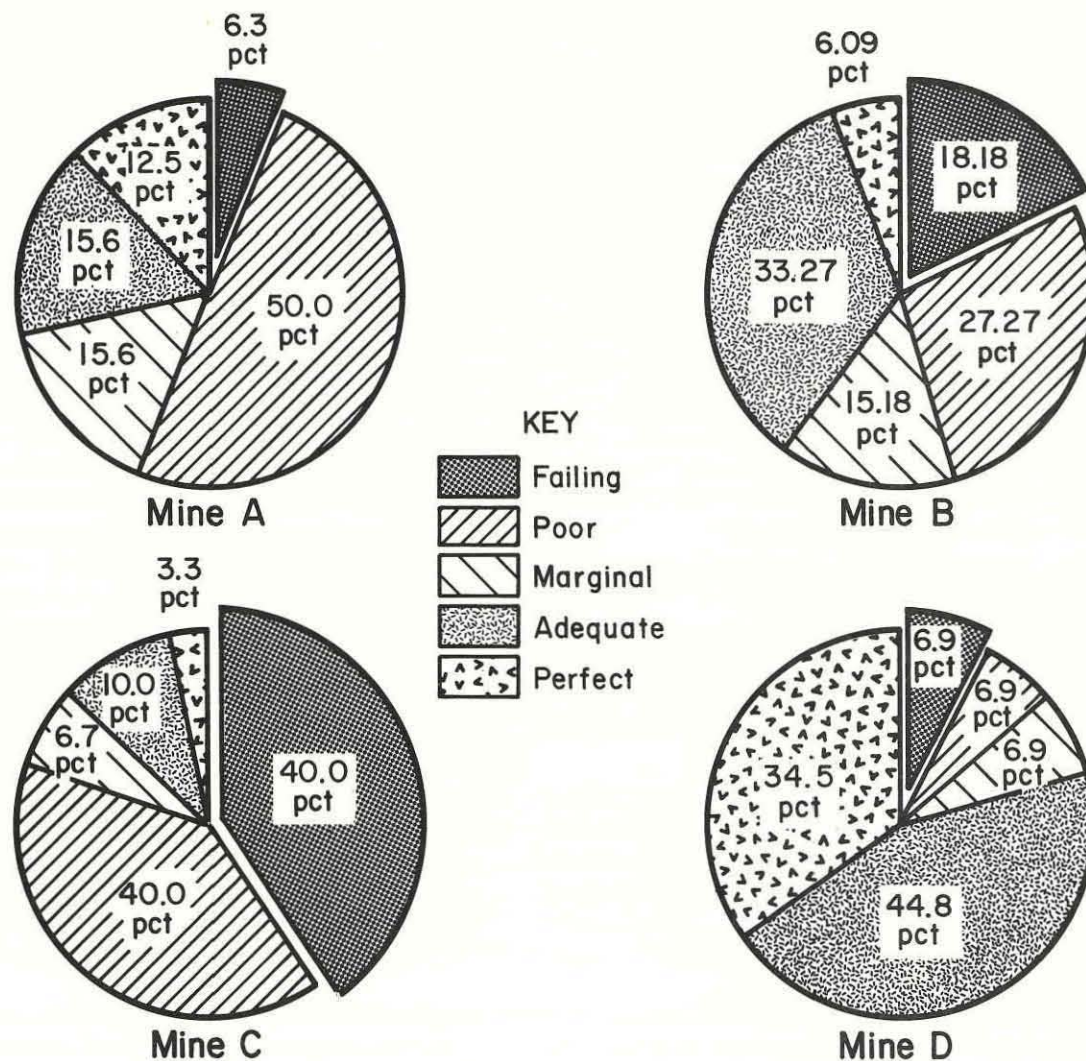 6.3
pct
12.5
pct
15.6
pct
50.0
pct
15.6
pct
Mine A
6.09
pct
18.18
pct
33.27
pct
27.27
pct
15.18
pct
Mine B
KEY
Failing
Poor
Marginal
Adequate
Perfect
3.3
pct
10.0
pct
6.7
pct
40.0
pct
40.0
pct
Mine C
6.9
pct
6.9
pct
6.9
pct
34.5
pct
44.8
pct
Mine D